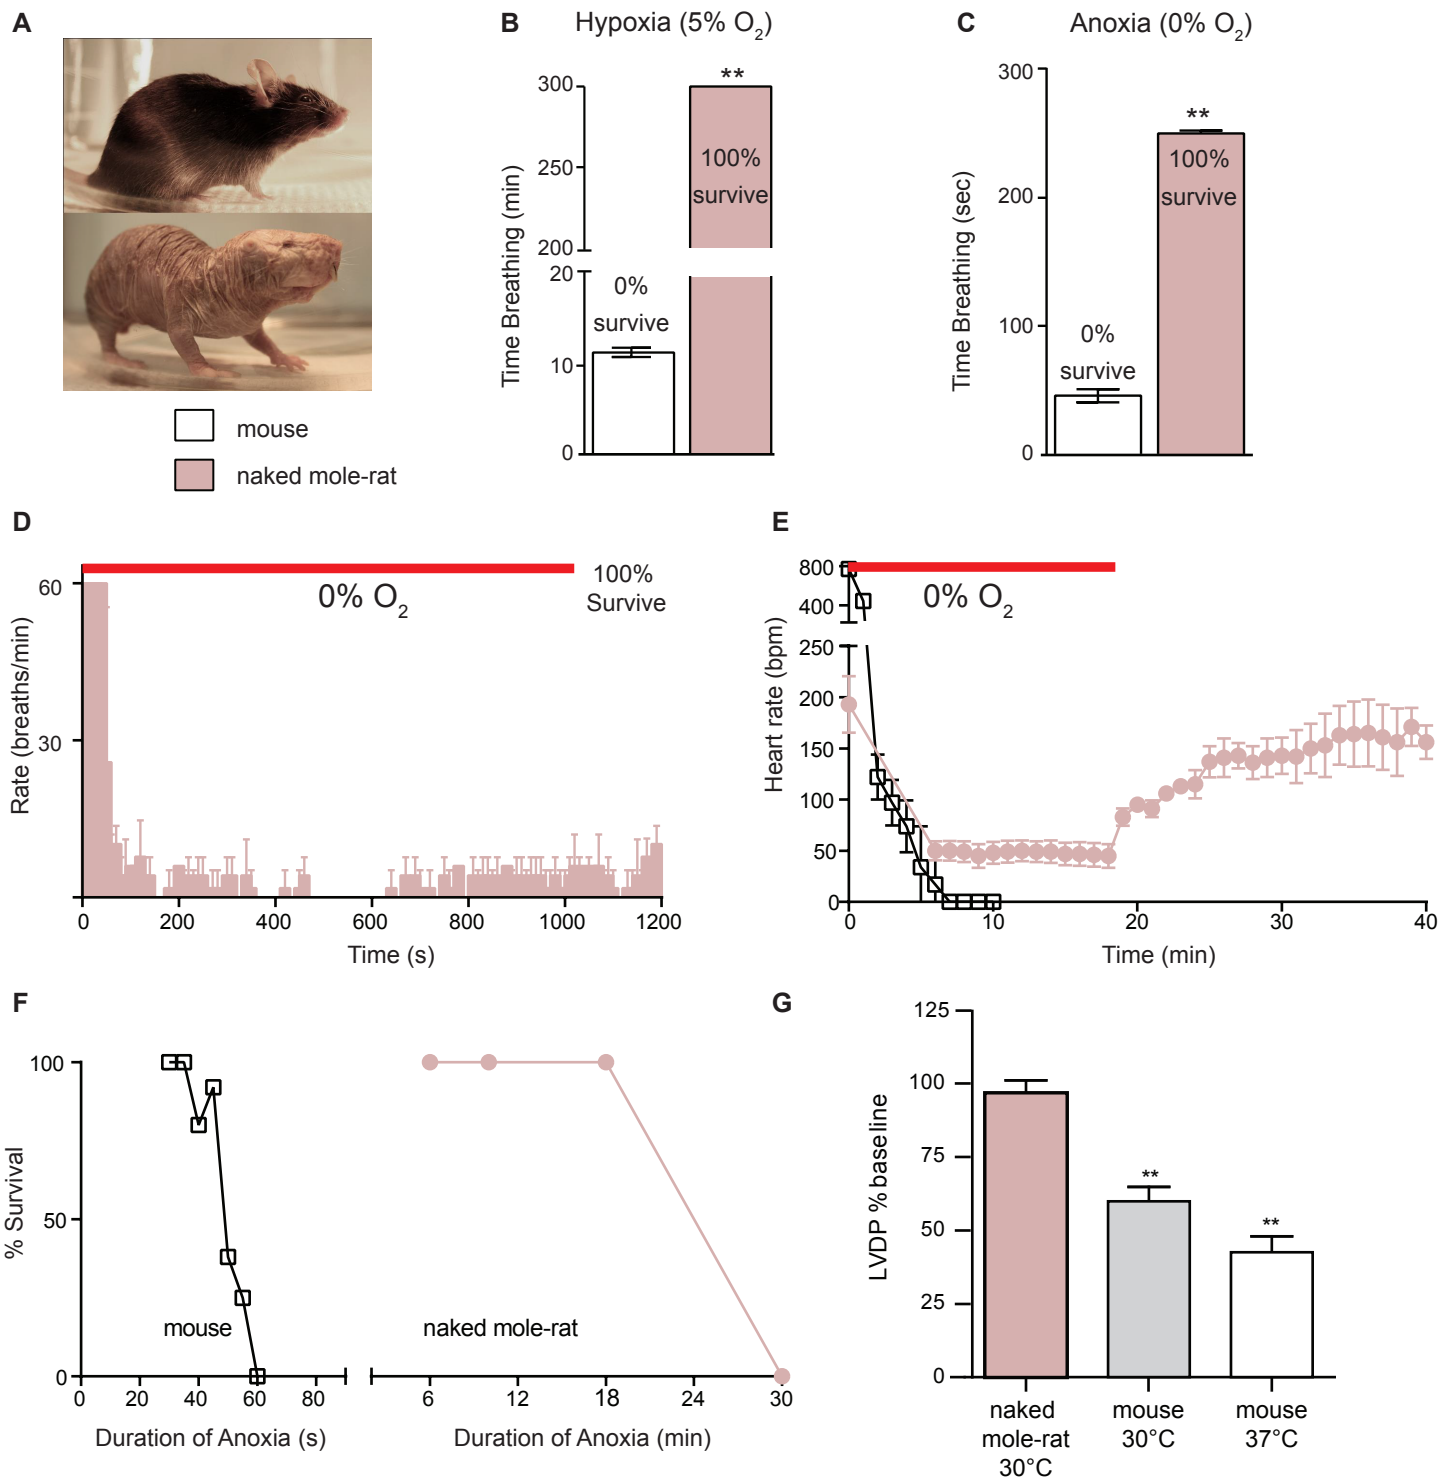 A
mouse
naked mole-rat
B
Hypoxia (5% O2)
Time Breathing (min)
300
250
200
20
10
0
0%
survive
**
100%
survive
C
Anoxia (0% O2)
Time Breathing (sec)
300
200
100
0
0%
survive
**
100%
survive
D
Rate (breaths/min)
60
30
0% O2
100%
Survive
0 200 400 600 800 1000 1200
Time (s)
E
Heart rate (bpm)
800
400
250
200
150
100
50
0
0% O2
0 10 20 30 40
Time (min)
F
% Survival
100
50
0
mouse
naked mole-rat
0 20 40 60 80
6 12 18 24 30
Duration of Anoxia (s)
Duration of Anoxia (min)
G
LVDP % baseline
125
100
75
50
25
0
**
**
naked
mole-rat
30°C
mouse
30°C
mouse
37°C